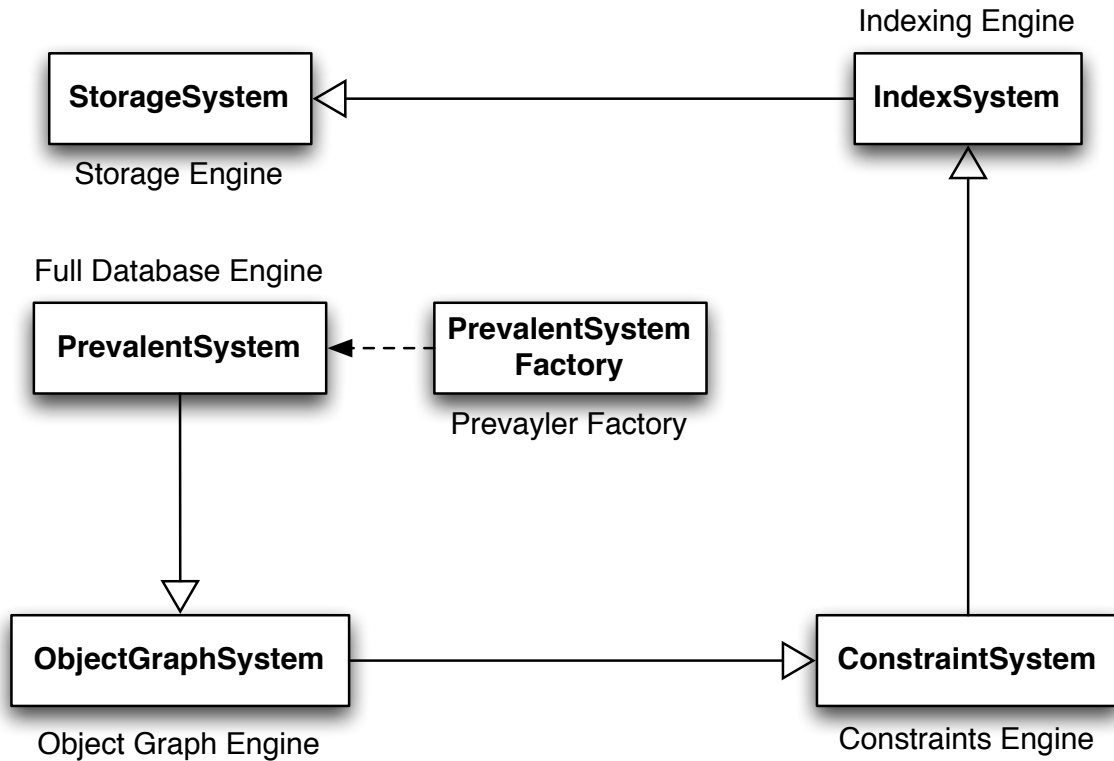 Indexing Engine
StorageSystem
IndexSystem
Storage Engine
Full Database Engine
PrevalentSystem
PrevalentSystem
Factory
Prevayler Factory
ObjectGraphSystem
ConstraintSystem
Object Graph Engine
Constraints Engine